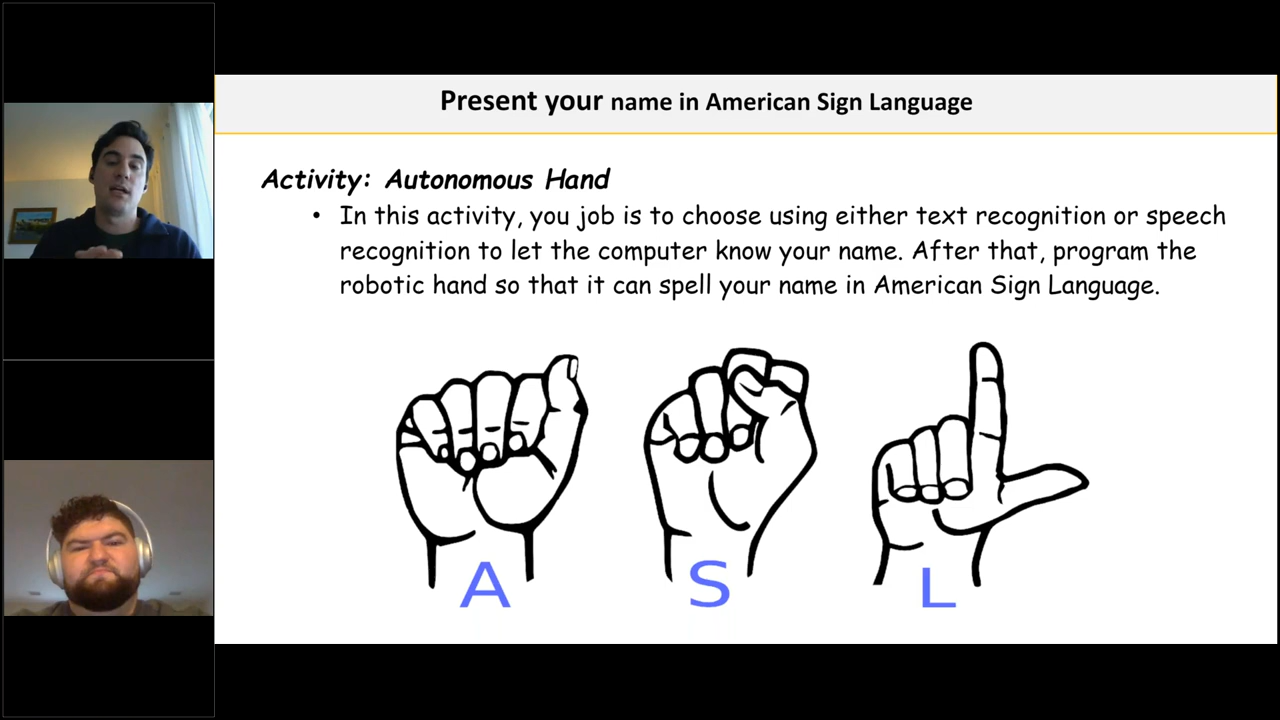 Present your name in American Sign Language
Activity: Autonomous Hand
• In this activity, you job is to choose using either text recognition or speech
recognition to let the computer know your name. After that, program the
robotic hand so that it can spell your name in American Sign Language.
A S L